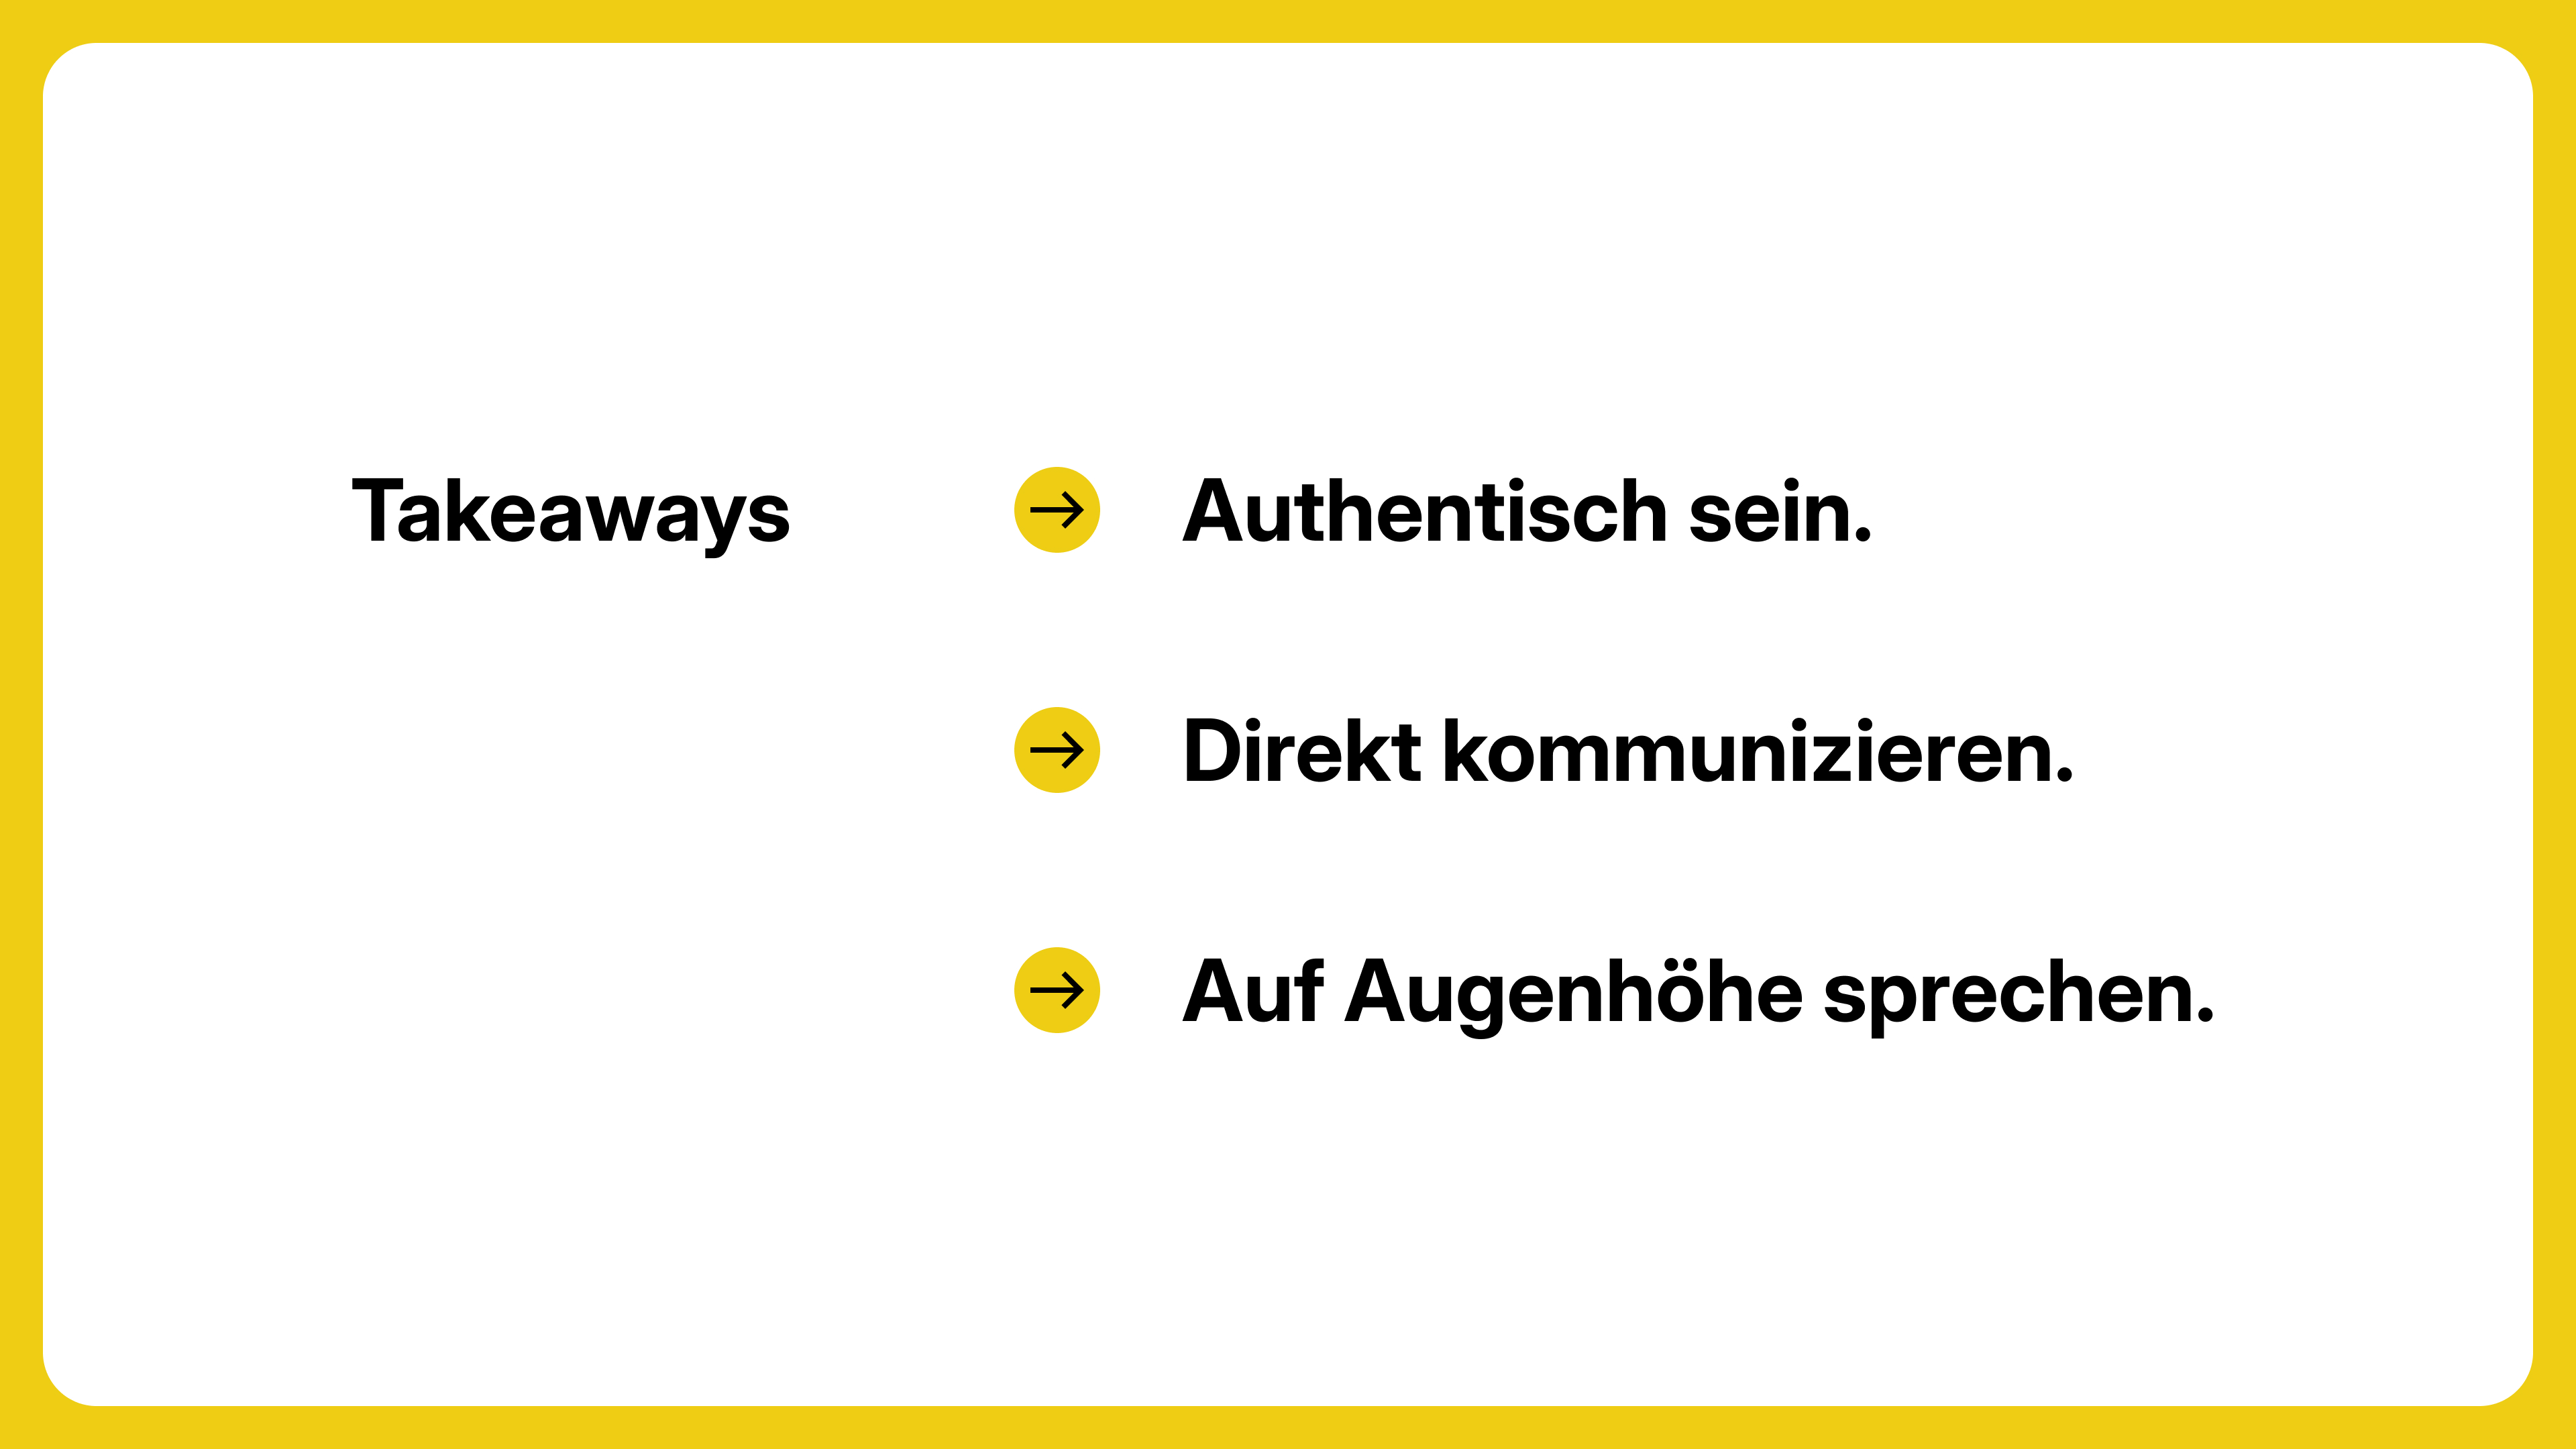 Takeaways
Authentisch sein.
Direkt kommunizieren.
Auf Augenhöhe sprechen.